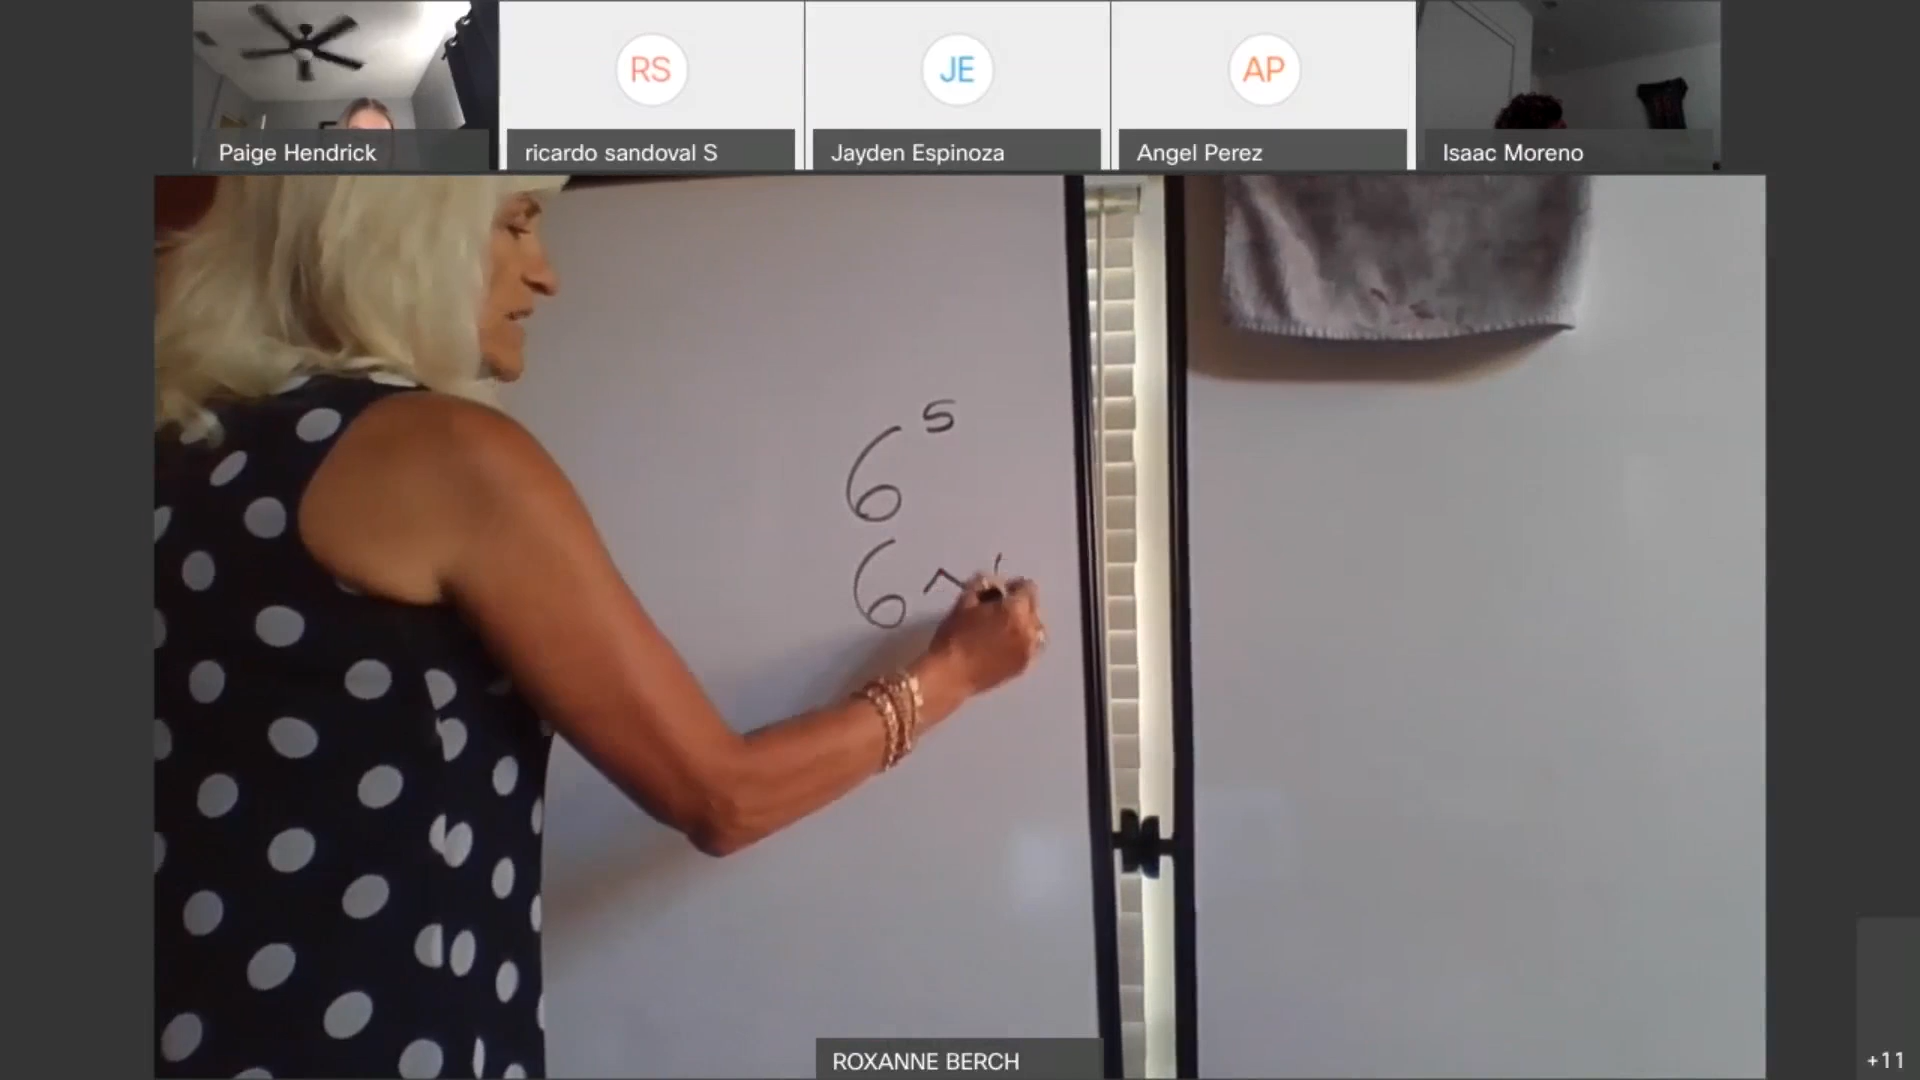 RS
JE
AP
Paige Hendrick
ricardo sandoval S
Jayden Espinoza
Angel Perez
Isaac Moreno
6⁵
6^
ROXANNE BERCH
+11